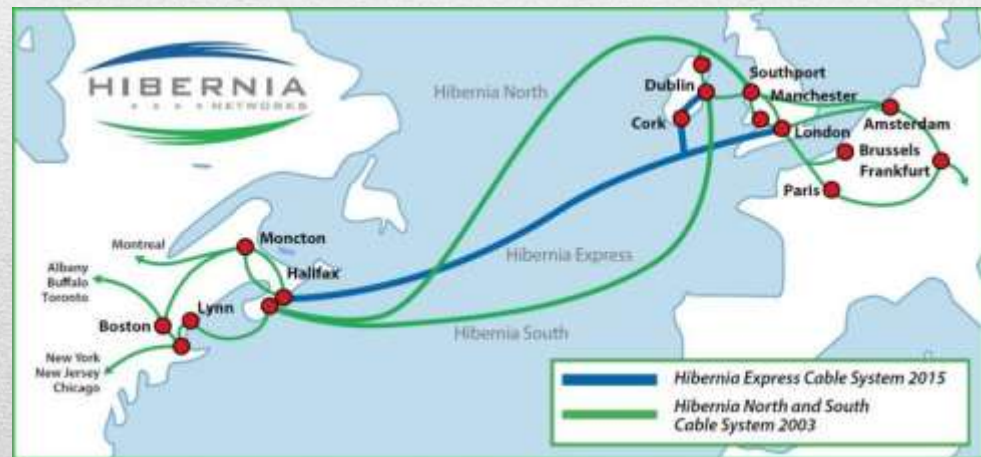 HIBERNIA
NETWORKS
Hibernia North
Dublin
Southport
Manchester
Cork
London
Amsterdam
Brussels
Frankfurt
Paris
Montreal
Moncton
Albany
Buffalo
Toronto
Hallifax
Hibernia Express
Lynn
Boston
Hibernia South
New York
New Jersey
Chicago
Hibernia Express Cable System 2015
Hibernia North and South
Cable System 2003